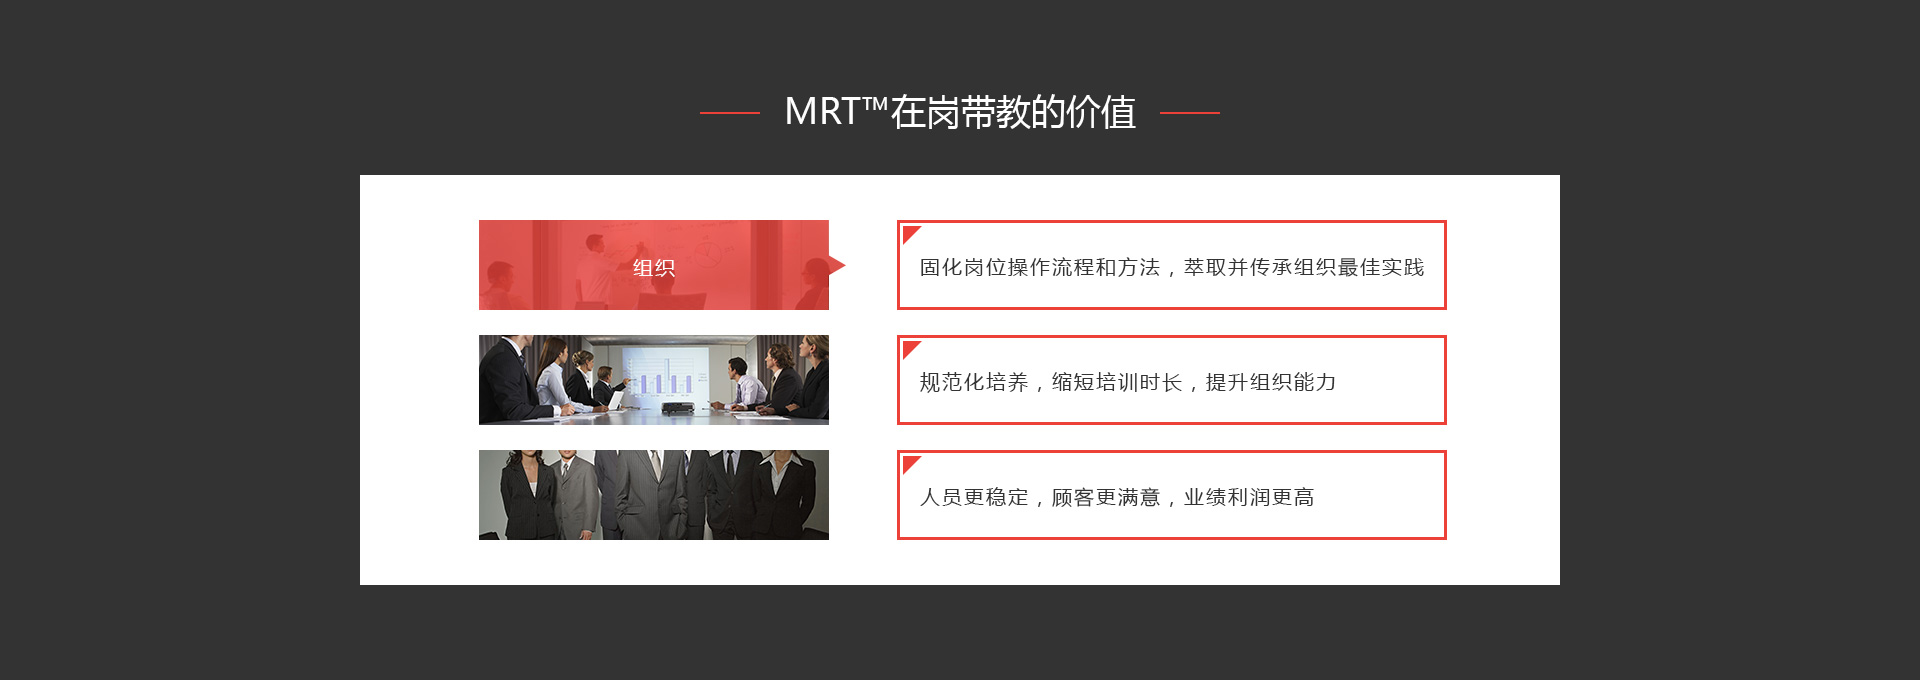 MRT™在岗带教的价值
组织
固化岗位操作流程和方法，萃取并传承组织最佳实践
规范化培养，缩短培训时长，提升组织能力
人员更稳定，顾客更满意，业绩利润更高